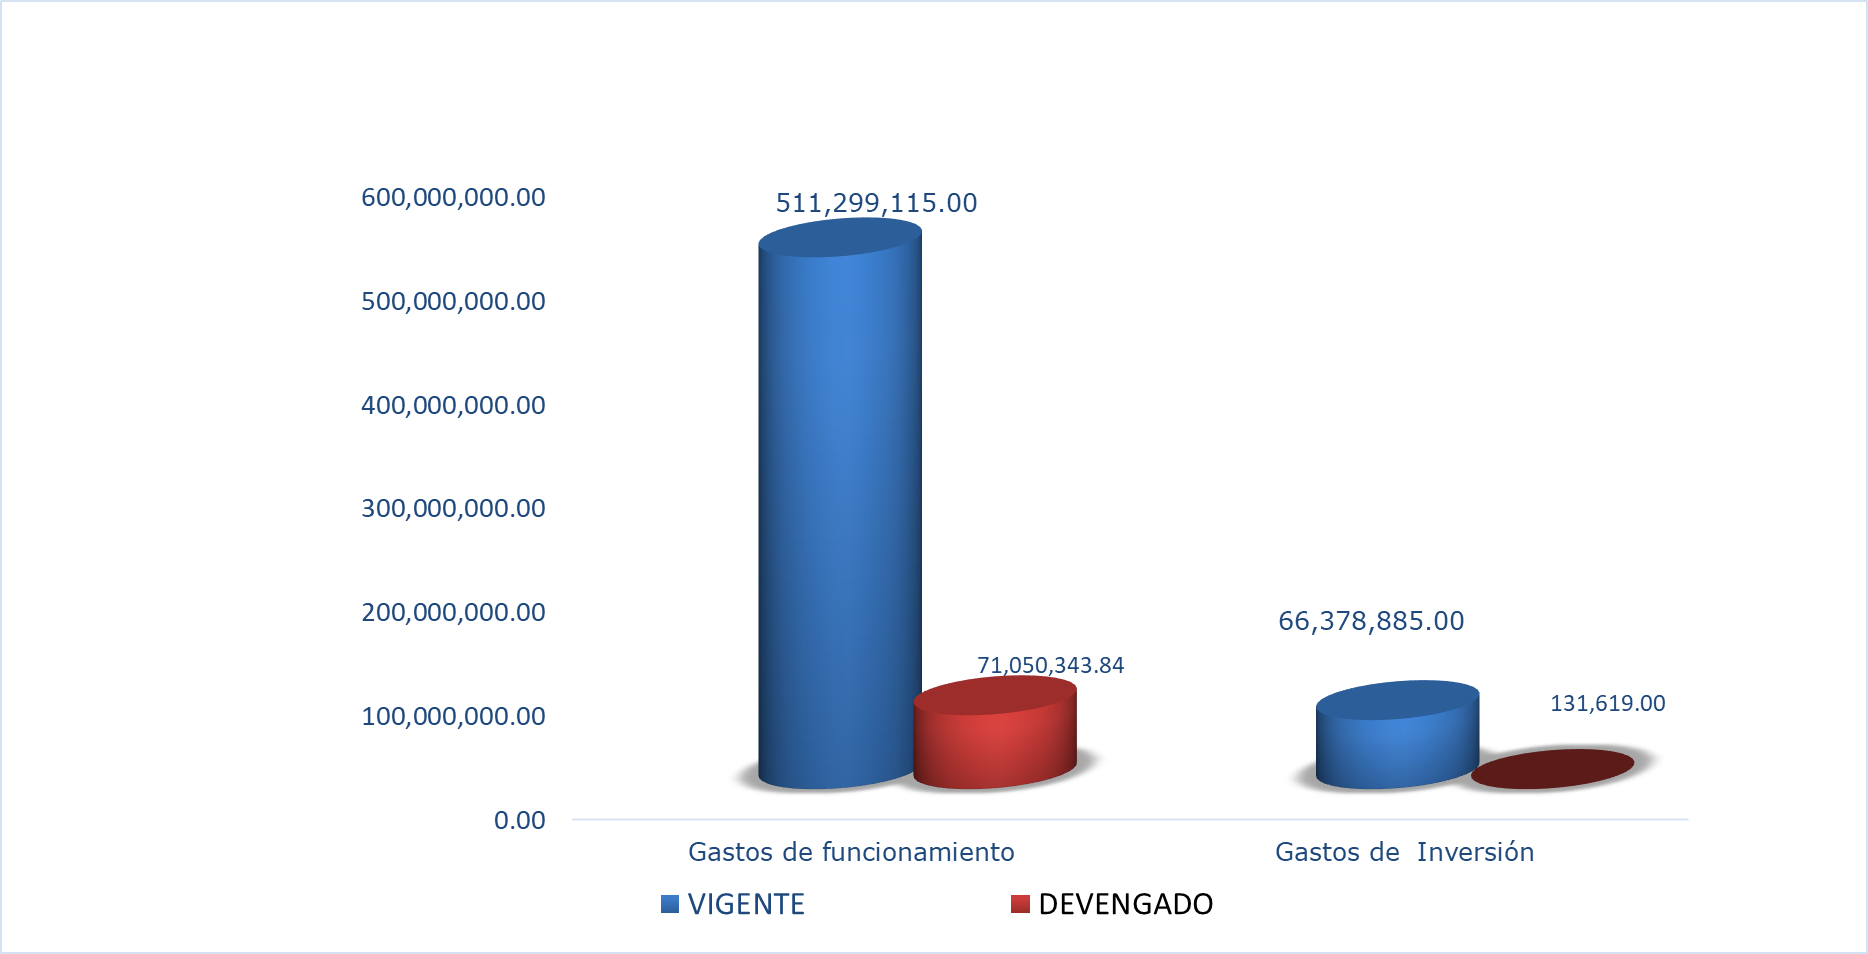 600,000,000.00
500,000,000.00
400,000,000.00
300,000,000.00
200,000,000.00
100,000,000.00
0.00
511,299,115.00
71,050,343.84
66,378,885.00
131,619.00
Gastos de funcionamiento
Gastos de  Inversión
VIGENTE
DEVENGADO